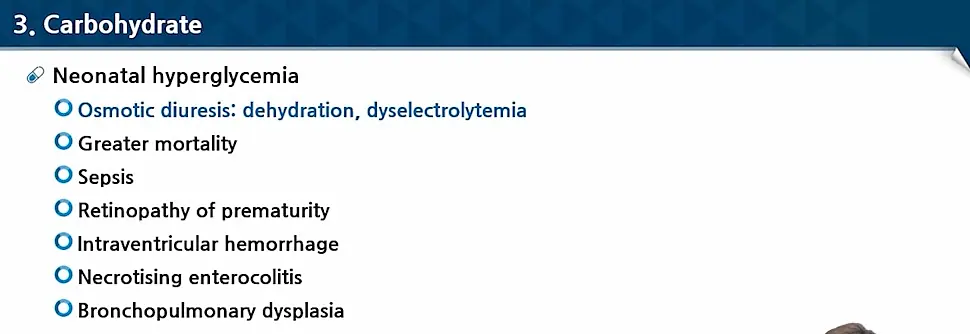 3. Carbohydrate
Neonatal hyperglycemia
Osmotic diuresis: dehydration, dyselectrolytemia
Greater mortality
Sepsis
Retinopathy of prematurity
Intraventricular hemorrhage
Necrotising enterocolitis
Bronchopulmonary dysplasia